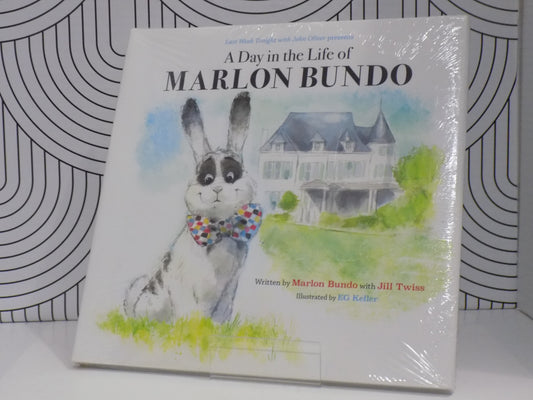 Last Week Tonight with John Oliver presents
A Day in the Life of
MARLON BUNDO
Written by Marlon Bundo with Jill Twiss
Illustrated by EG Keller